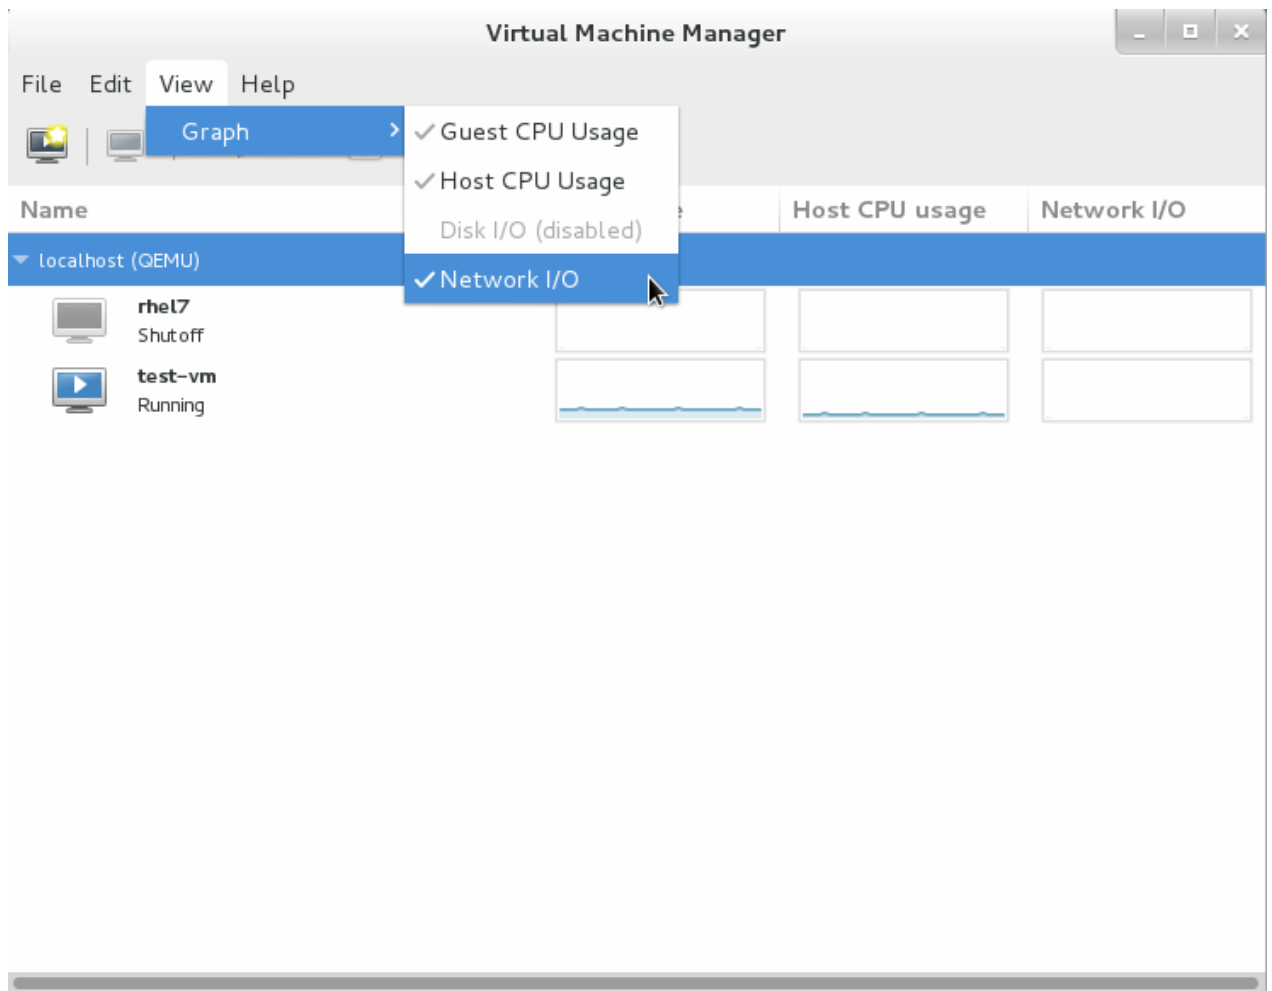 Virtual Machine Manager
File Edit View Help
Graph
Guest CPU Usage
Host CPU Usage
Disk I/O (disabled)
Network I/O
Name Host CPU usage Network I/O
localhost (QEMU)
rhel7
Shutoff
test-vm
Running